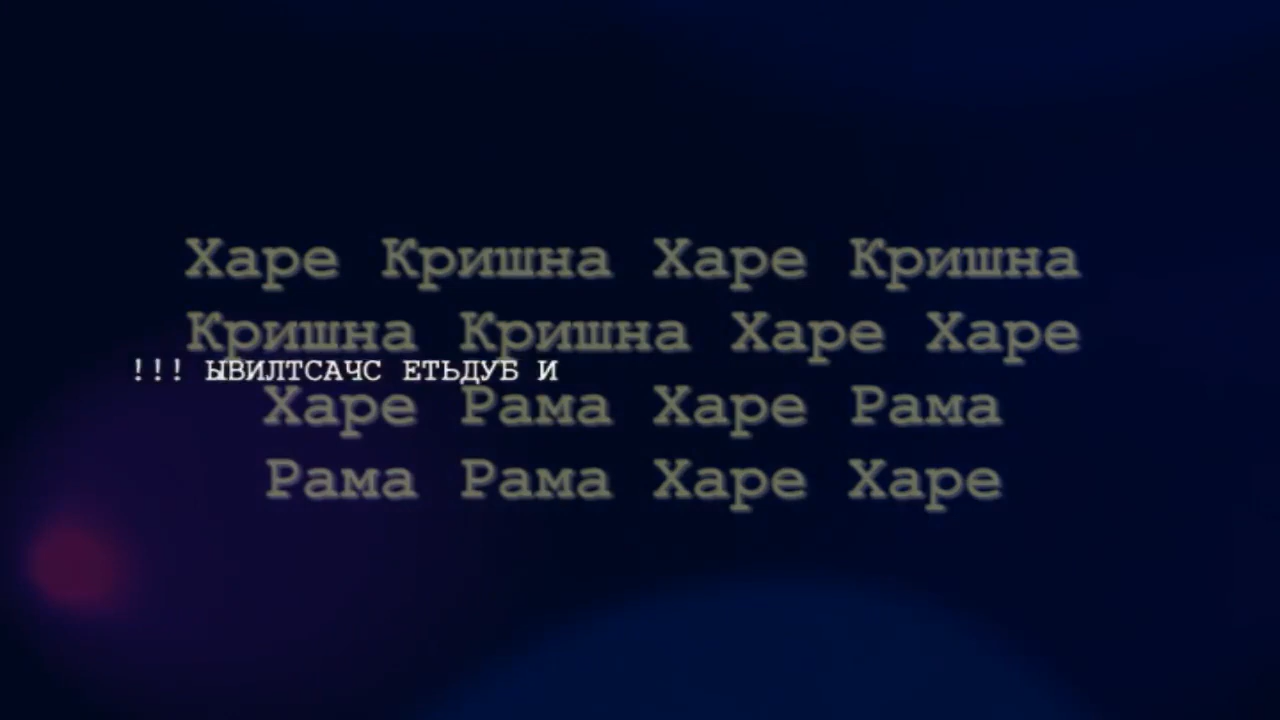 Харе Кришна Харе Кришна
Кришна Кришна Харе Харе
!!! ЫВИЛТСАЧС ЕТЬДУБ И
Харе Рама Харе Рама
Рама Рама Харе Харе